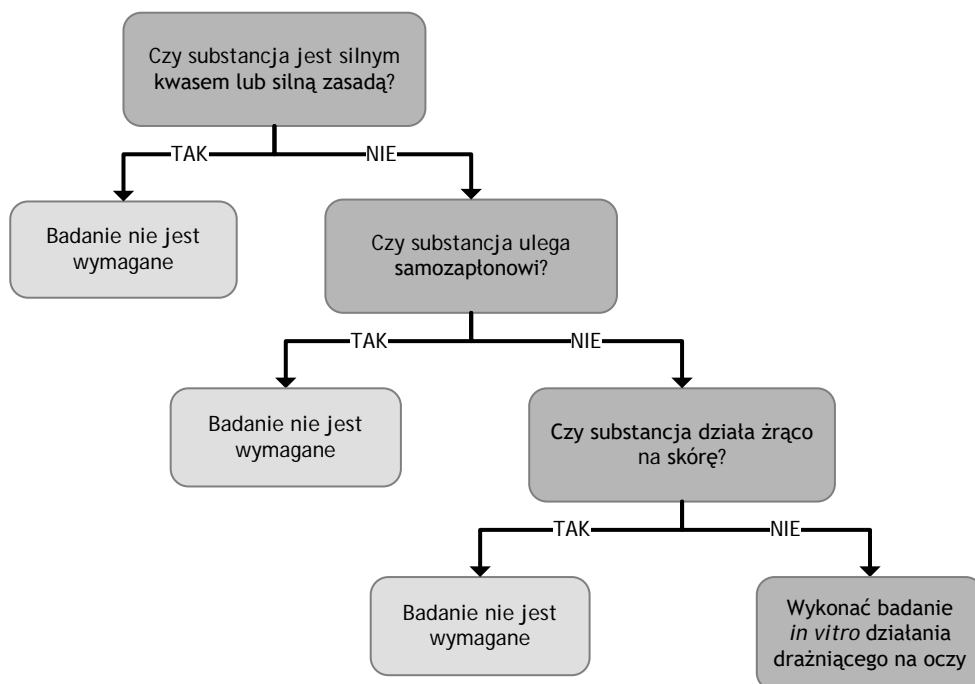 Czy substancja jest silnym
kwasem lub silną zasadą?
TAK
NIE
Badanie nie jest
wymagane
Czy substancja ulega
samozapłonowi?
TAK
NIE
Badanie nie jest
wymagane
Czy substancja działa żrąco
na skórę?
TAK
NIE
Badanie nie jest
wymagane
Wykonać badanie
in vitro działania
drażniącego na oczy